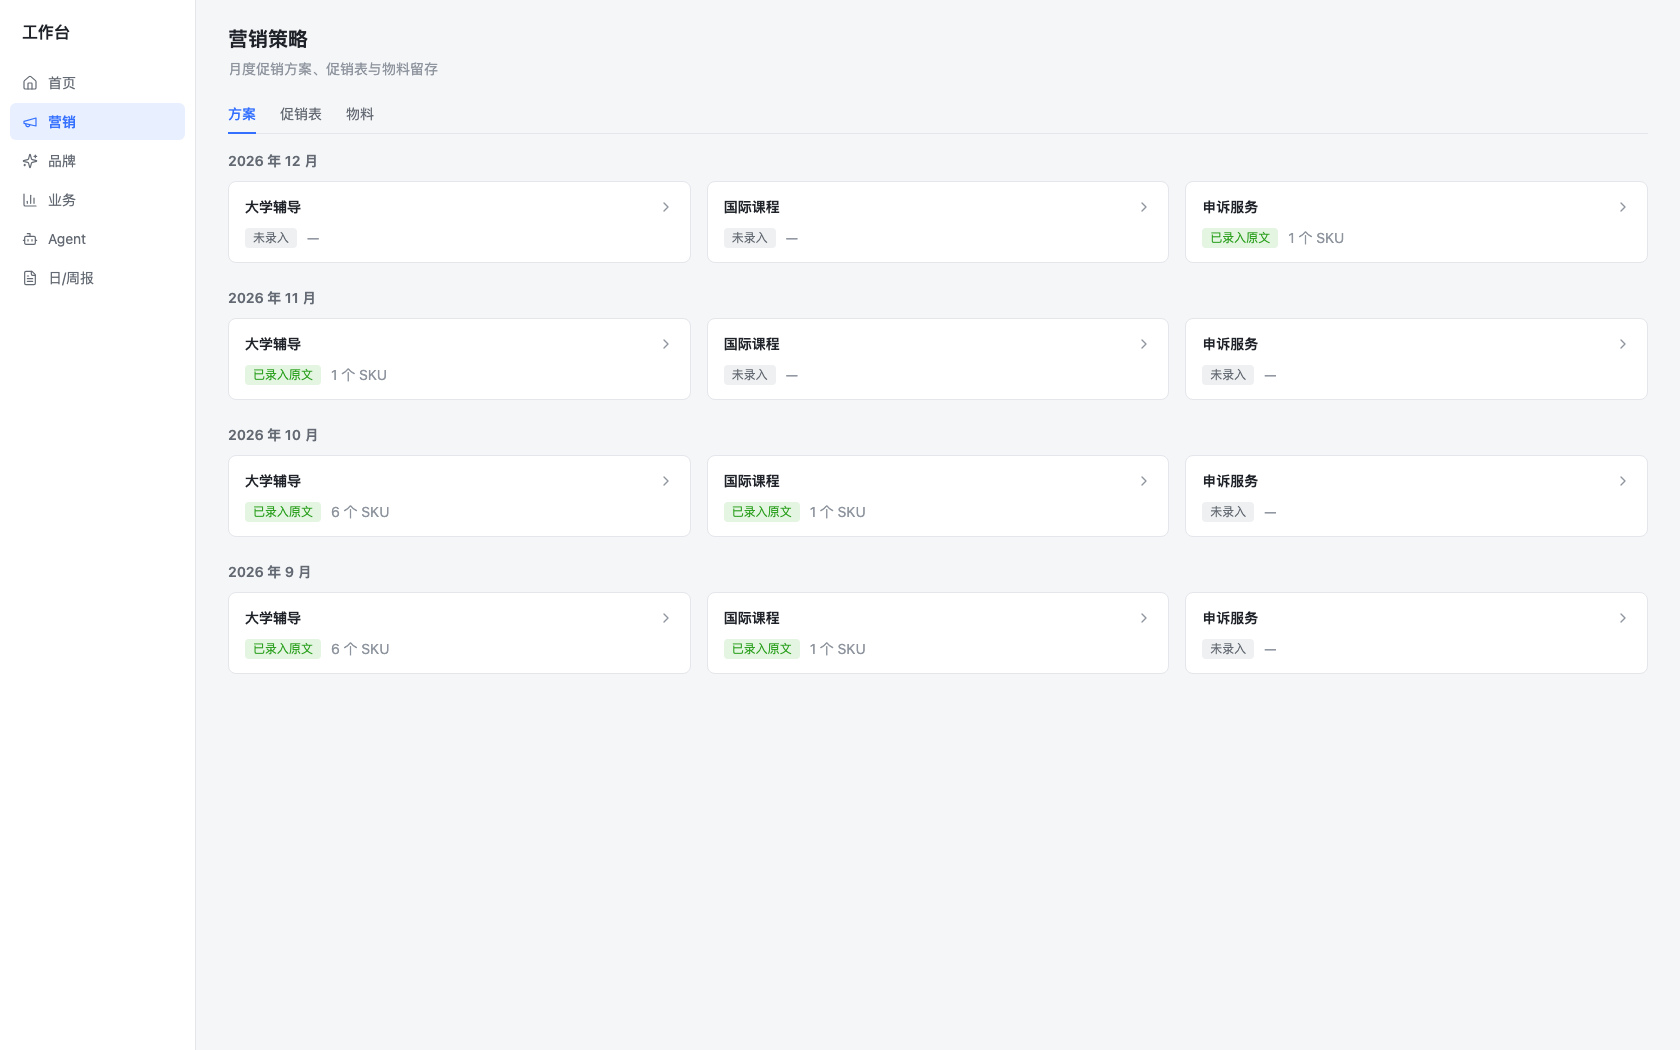 工作台
首页
营销
品牌
业务
Agent
日/周报
营销策略
月度促销方案、促销表与物料留存
方案 促销表 物料
2026 年 12 月
大学辅导
未录入 —
国际课程
未录入 —
申诉服务
已录入原文 1 个 SKU
2026 年 11 月
大学辅导
已录入原文 1 个 SKU
国际课程
未录入 —
申诉服务
未录入 —
2026 年 10 月
大学辅导
已录入原文 6 个 SKU
国际课程
已录入原文 1 个 SKU
申诉服务
未录入 —
2026 年 9 月
大学辅导
已录入原文 6 个 SKU
国际课程
已录入原文 1 个 SKU
申诉服务
未录入 —